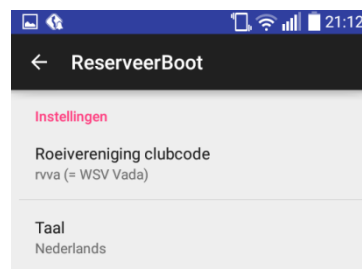 21:12
ReserveerBoot
Instellingen
Roeivereniging clubcode
rvva (= WSV Vada)
Taal
Nederlands